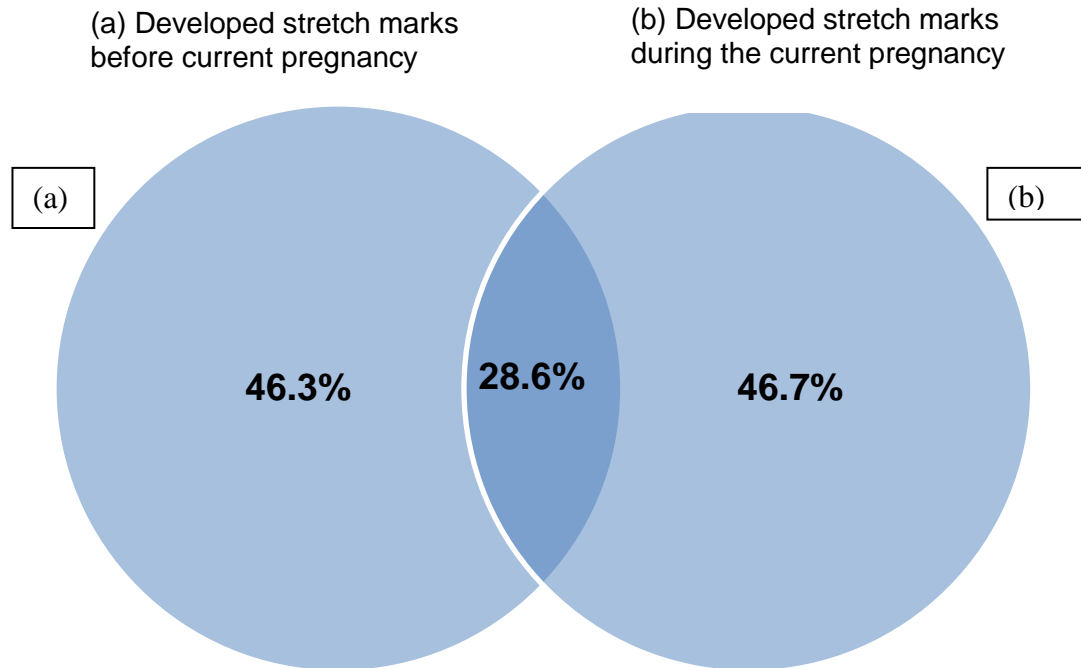 (a) Developed stretch marks
before current pregnancy
(b) Developed stretch marks
during the current pregnancy
(a)
(b)
46.3%
28.6%
46.7%